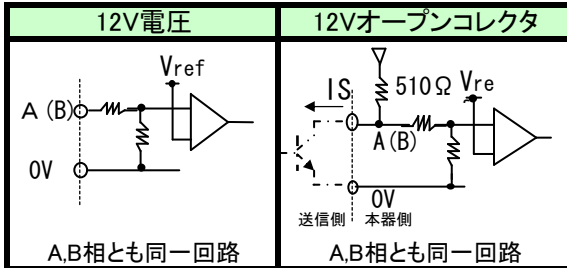 12V電圧
Vref
A (B)
0V
A,B相とも同一回路
12Vオープンコレクタ
IS
510Ω
Vre
A(B)
0V
送信側
本器側
A,B相とも同一回路